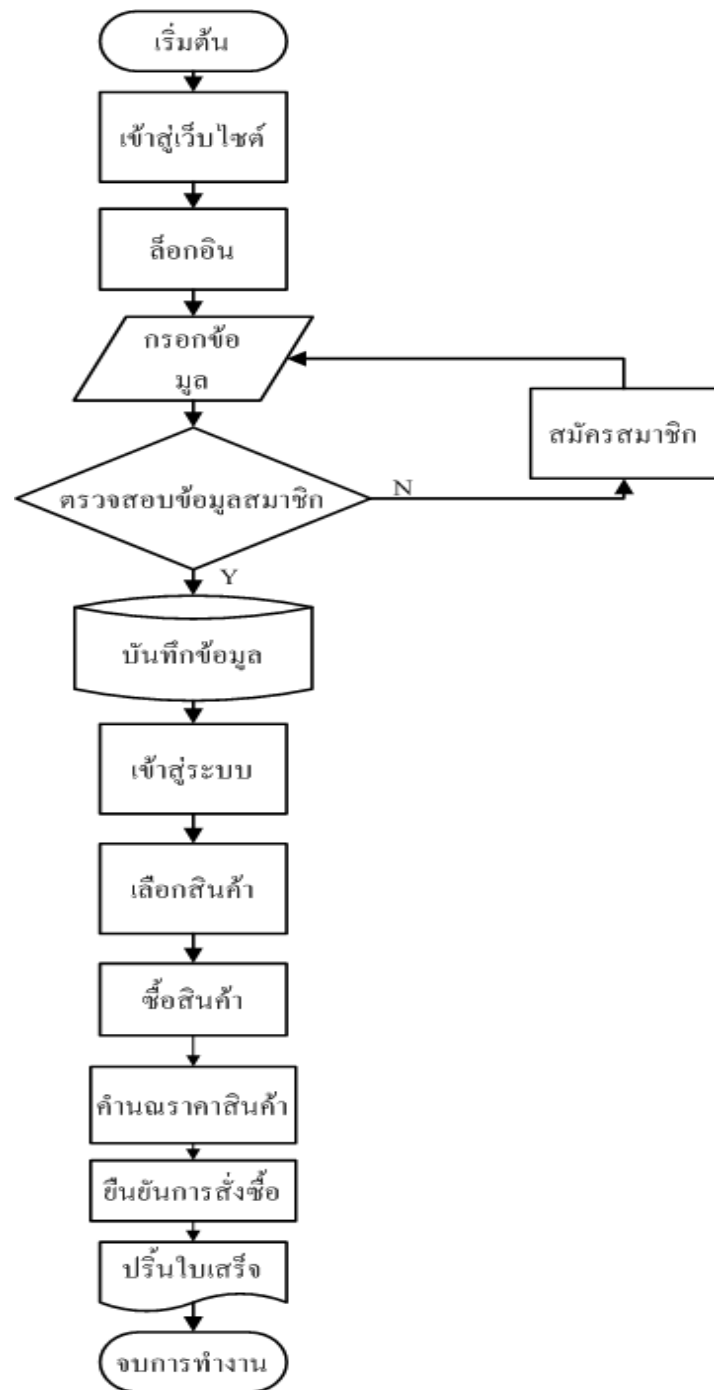 เริ่มต้น
เข้าสู่เว็บไซต์
ล็อกอิน
กรอกข้อ
มูล
สมัครสมาชิก
ตรวจสอบข้อมูลสมาชิก
N
Y
บันทึกข้อมูล
เข้าสู่ระบบ
เลือกสินค้า
ซื้อสินค้า
คำนณราคาสินค้า
ยืนยันการสั่งซื้อ
ปริ้นใบเสร็จ
จบการทำงาน